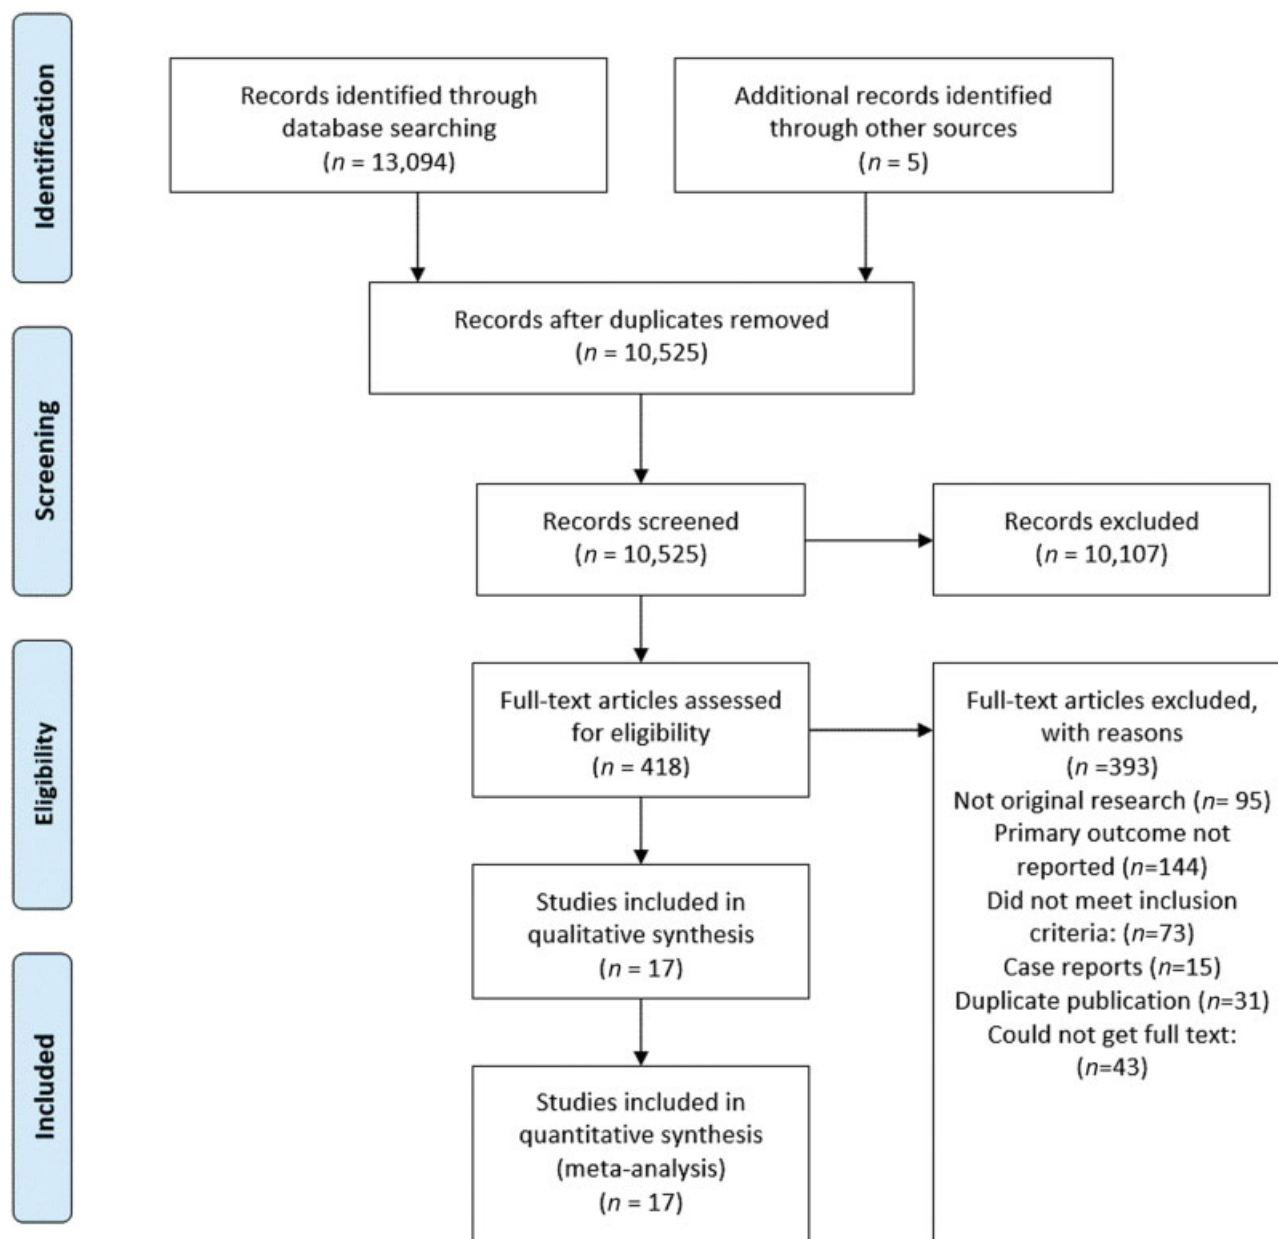 Identification
Records identified through
database searching
(n = 13,094)
Additional records identified
through other sources
(n = 5)
Records after duplicates removed
(n = 10,525)
Screening
Records screened
(n = 10,525)
Records excluded
(n = 10,107)
Eligibility
Full-text articles assessed
for eligibility
(n = 418)
Full-text articles excluded,
with reasons
(n =393)
Not original research (n= 95)
Primary outcome not
reported (n=144)
Did not meet inclusion
criteria: (n=73)
Case reports (n=15)
Duplicate publication (n=31)
Could not get full text:
(n=43)
Studies included in
qualitative synthesis
(n = 17)
Included
Studies included in
quantitative synthesis
(meta-analysis)
(n = 17)